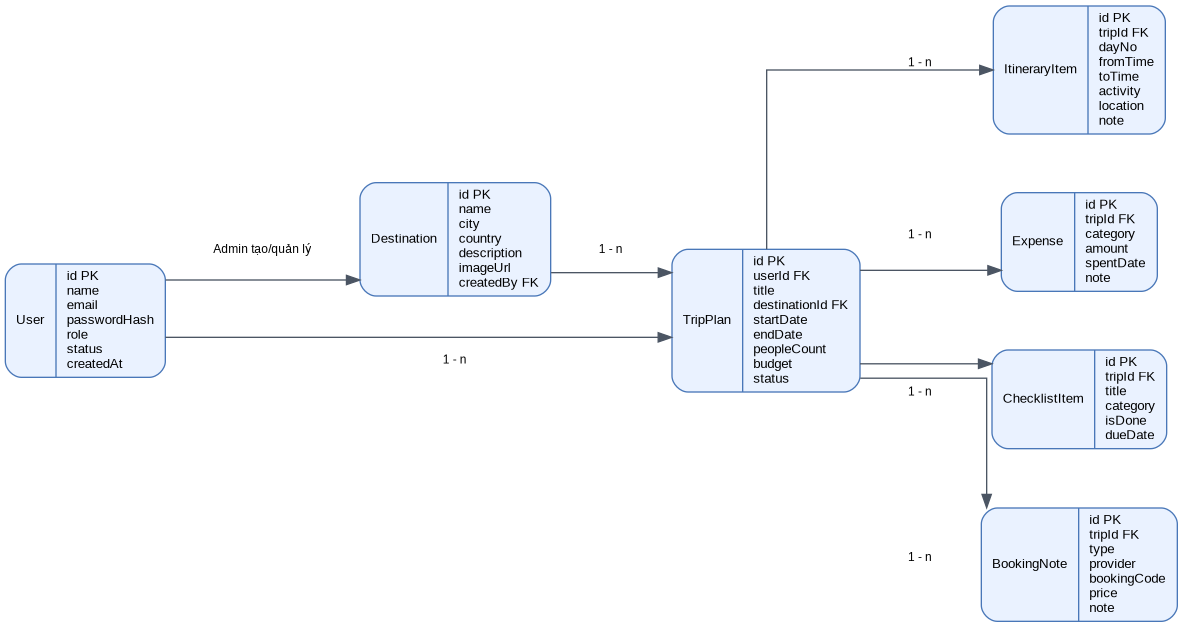 User
id PK
name
email
passwordHash
role
status
createdAt
Admin tạo/quản lý
1 - n
Destination
id PK
name
city
country
description
imageUrl
createdBy FK
1 - n
TripPlan
id PK
userId FK
title
destinationId FK
startDate
endDate
peopleCount
budget
status
1 - n
ItineraryItem
id PK
tripId FK
dayNo
fromTime
toTime
activity
location
note
1 - n
Expense
id PK
tripId FK
category
amount
spentDate
note
1 - n
ChecklistItem
id PK
tripId FK
title
category
isDone
dueDate
1 - n
BookingNote
id PK
tripId FK
type
provider
bookingCode
price
note